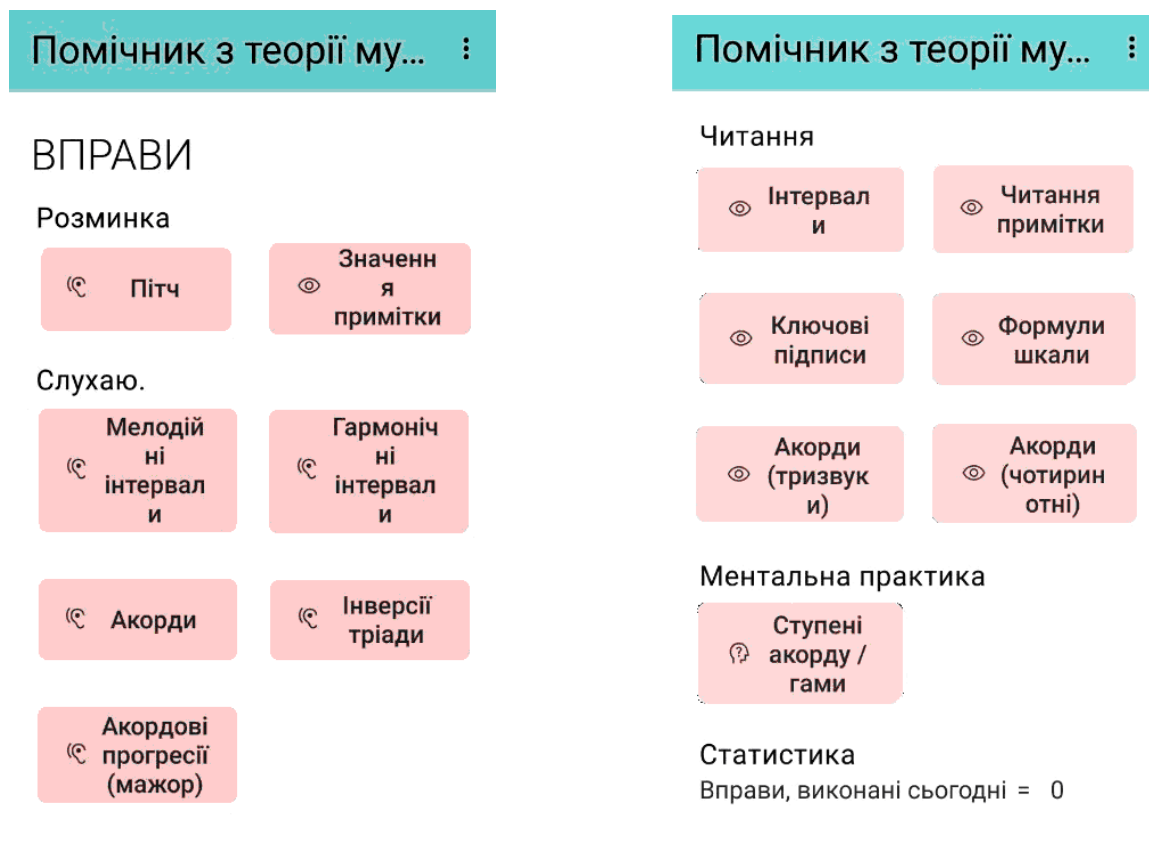 Помічник з теорії му...
ВПРАВИ
Розминка
Пітч
Значенн
я
примітки
Слухаю.
Мелодій
ні
інтервал
и
Гармоніч
ні
інтервал
и
Акорди
Інверсії
тріади
Акордові
прогресії
(мажор)
Помічник з теорії му...
Читання
Інтервал
и
Читання
примітки
Ключові
підписи
Формули
шкали
Акорди
(тризвук
и)
Акорди
(чотирин
отні)
Ментальна практика
Ступені
акорду /
гами
Статистика
Вправи, виконані сьогодні = 0